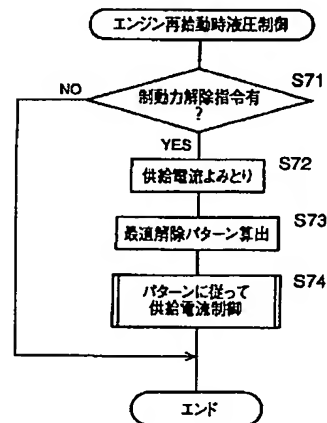 エンジン再始動時液圧制御
S71
NO
制動力解除指令有
?
YES
S72
供給電流よみとり
S73
最適解除パターン算出
S74
パターンに従って
供給電流制御
エンド